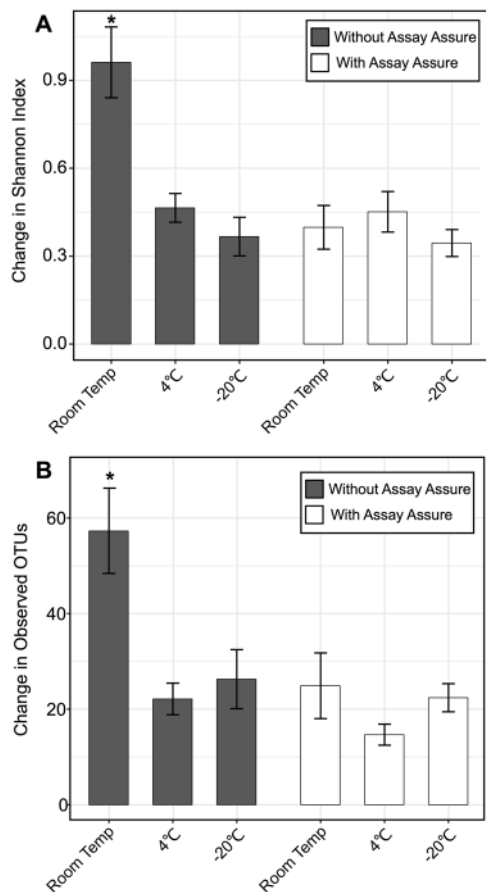 A
*
Without Assay Assure
With Assay Assure
Change in Shannon Index
0.9
0.6
0.3
0.0
Room Temp
4°C
-20°C
Room Temp
4°C
-20°C
B
*
Without Assay Assure
With Assay Assure
Change in Observed OTUs
60
40
20
0
Room Temp
4°C
-20°C
Room Temp
4°C
-20°C